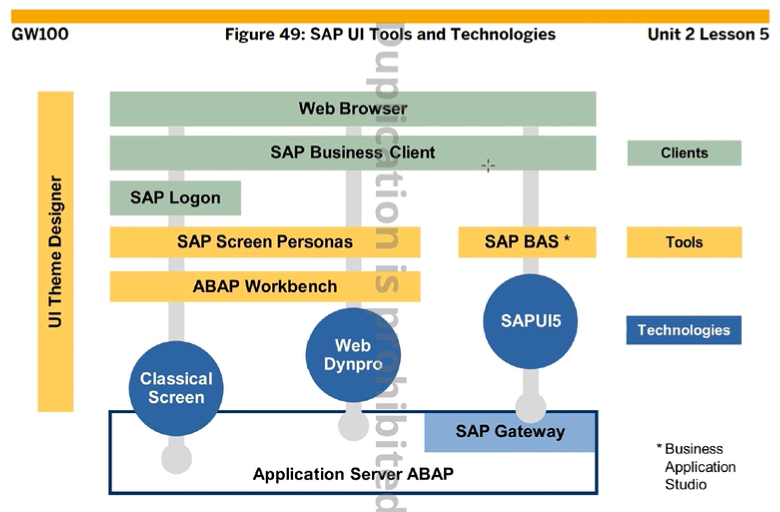 GW100
Figure 49: SAP UI Tools and Technologies
Unit 2 Lesson 5
UI Theme Designer
Web Browser
SAP Business Client
Clients
SAP Logon
SAP Screen Personas
SAP BAS *
Tools
ABAP Workbench
SAPUI5
Technologies
Web
Dynpro
Classical
Screen
SAP Gateway
Application Server ABAP
* Business
Application
Studio
Duplication is prohibited